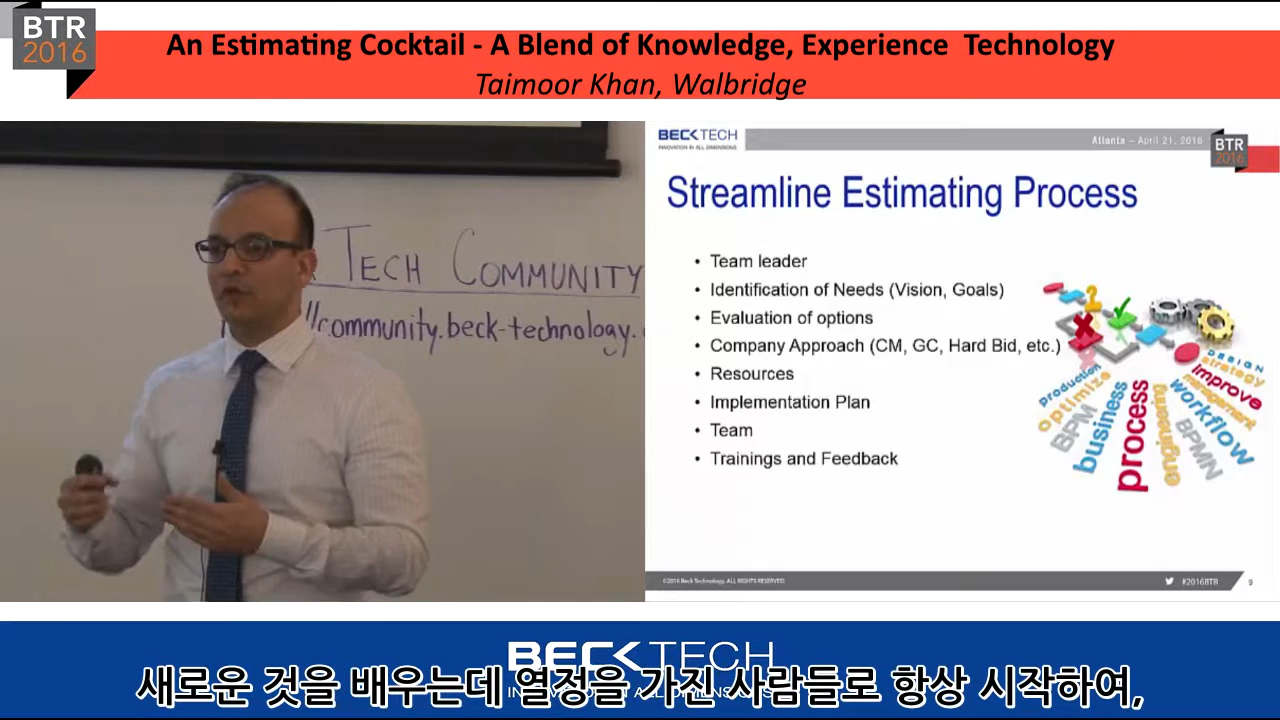 BTR
2016
An Estimating Cocktail - A Blend of Knowledge, Experience Technology
Taimoor Khan, Walbridge
TECH COMMUNITY
//community.beck-technology.
BECKTECH
INNOVATION IN ALL DIMENSIONS
Atlanta – April 21, 2016
BTR
2016
Streamline Estimating Process
• Team leader
• Identification of Needs (Vision, Goals)
• Evaluation of options
• Company Approach (CM, GC, Hard Bid, etc.)
• Resources
• Implementation Plan
• Team
• Trainings and Feedback
production
optimize
BPM
business
process
engineering
BPMN
workflow
management
improve
strategy
DESIGN
©2016 Beck Technology. ALL RIGHTS RESERVED.
#2016BTR
9
BECKTECH
새로운 것을 배우는데 열정을 가진 사람들로 항상 시작하여,